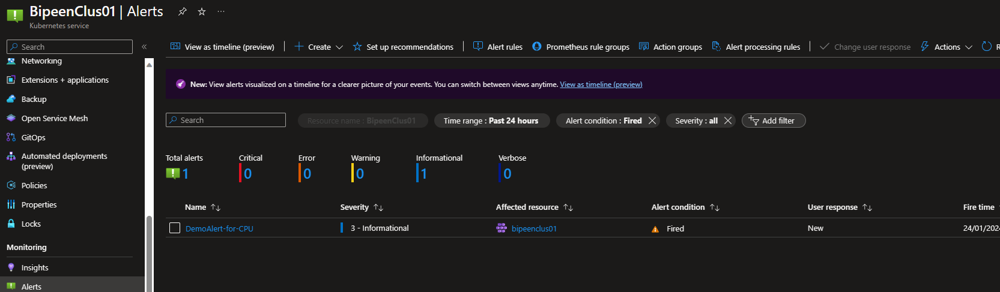 BipeenClus01 | Alerts
Kubernetes service
Search
Networking
Extensions + applications
Backup
Open Service Mesh
GitOps
Automated deployments
(preview)
Policies
Properties
Locks
Monitoring
Insights
Alerts
View as timeline (preview) Create Set up recommendations Alert rules Prometheus rule groups Action groups Alert processing rules Change user response Actions R
New: View alerts visualized on a timeline for a clearer picture of your events. You can switch between views anytime. View as timeline (preview)
Search Resource name : BipeenClus01 Time range : Past 24 hours Alert condition : Fired Severity : all Add filter
Total alerts Critical Error Warning Informational Verbose
1 0 0 0 1 0
Name Severity Affected resource Alert condition User response Fire time
DemoAlert-for-CPU 3 - Informational bipeenclus01 Fired New 24/01/2024